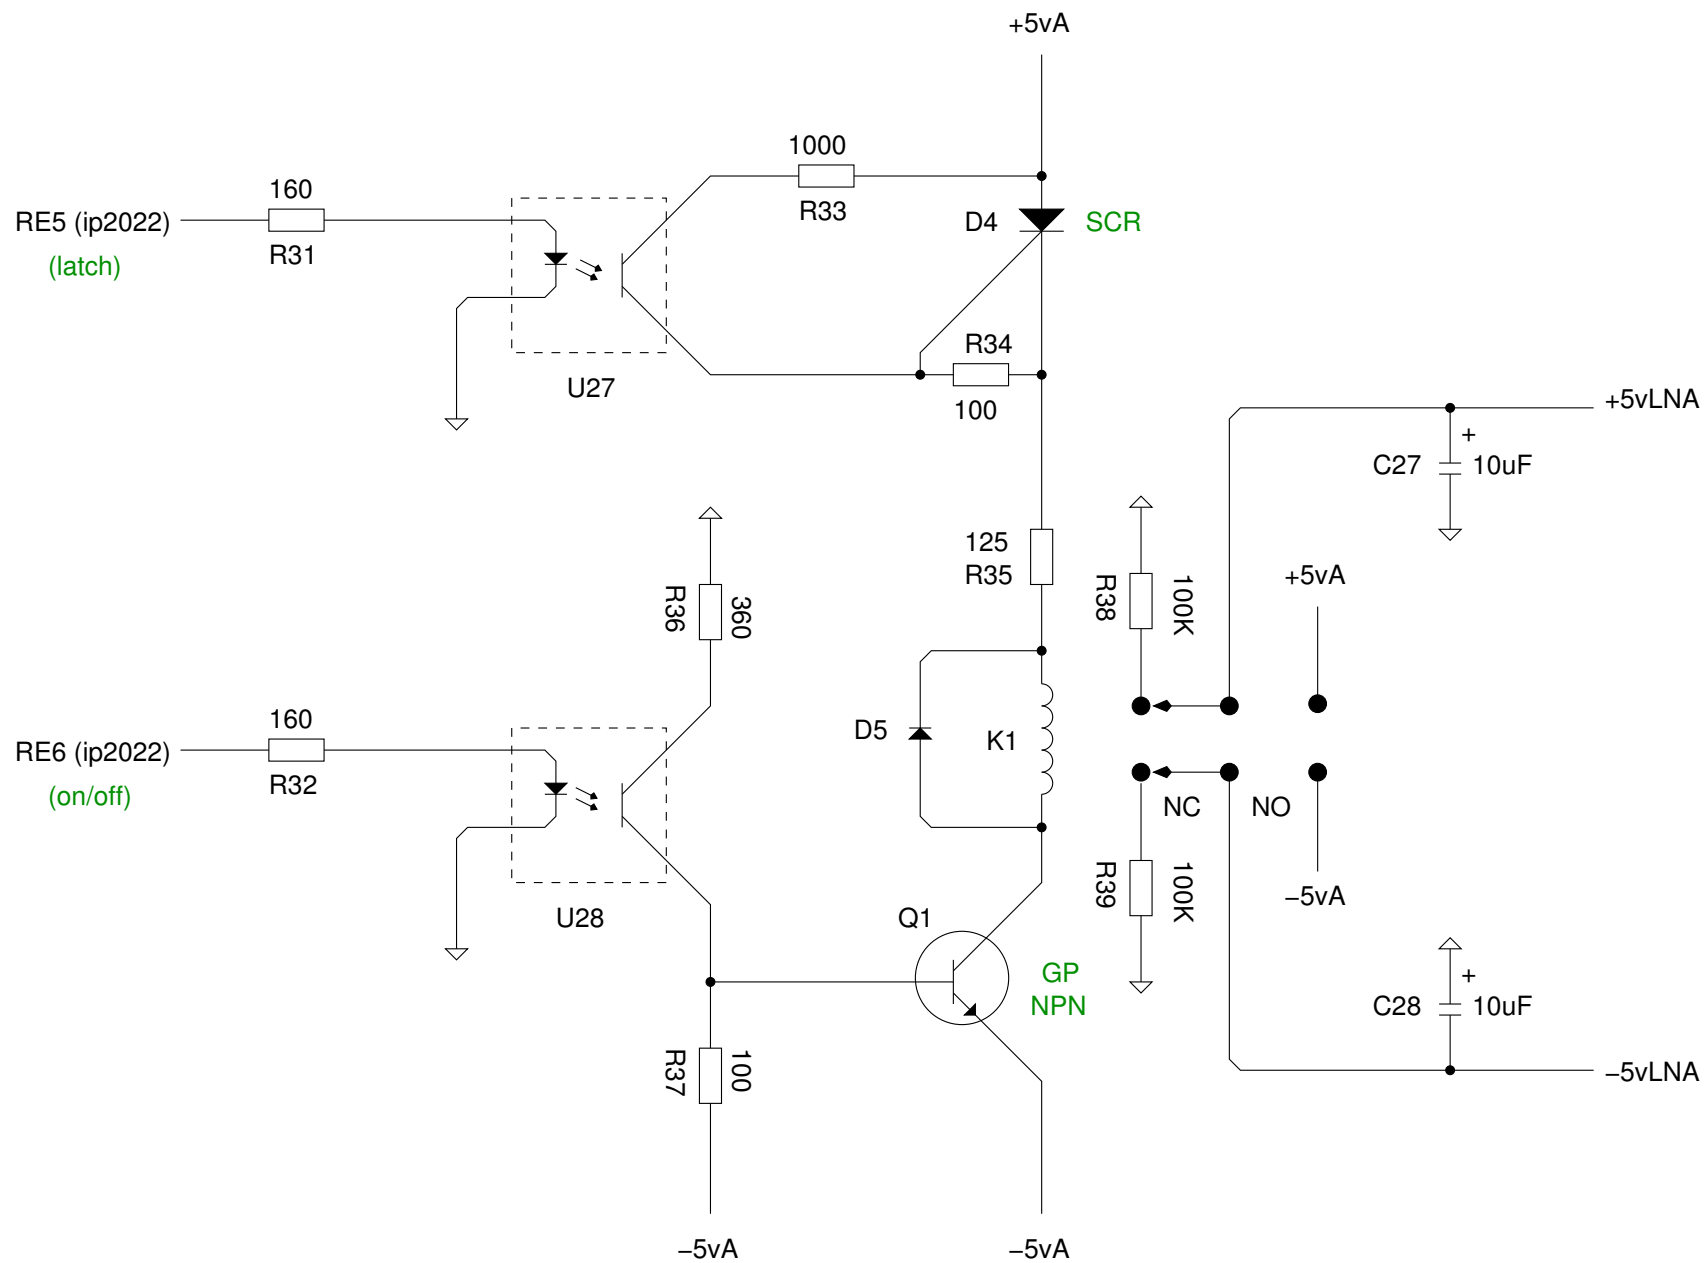 +5vA
1000
R33
160
RE5 (ip2022)
R31
(latch)
D4
SCR
U27
R34
100
+5vLNA
+
C27
10uF
125
R35
R38
100K
+5vA
R36
360
160
RE6 (ip2022)
R32
(on/off)
D5
K1
NC
NO
U28
Q1
R39
100K
−5vA
GP
NPN
+
C28
10uF
R37
100
−5vLNA
−5vA
−5vA